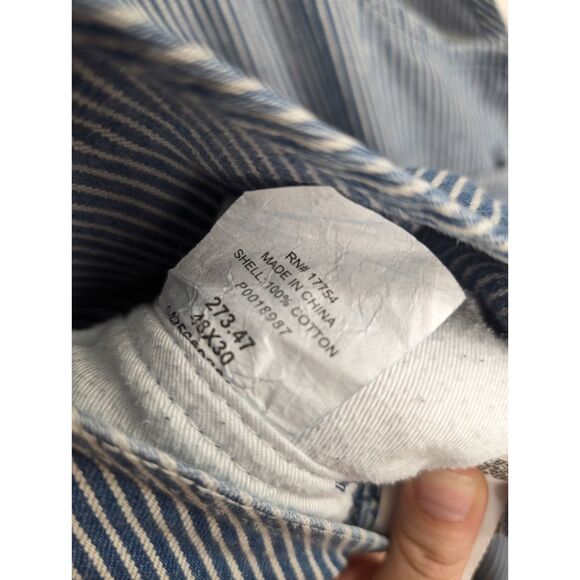 RN# 17754
MADE IN CHINA
SHELL: 100% COTTON
P0018987
273.47
48X30